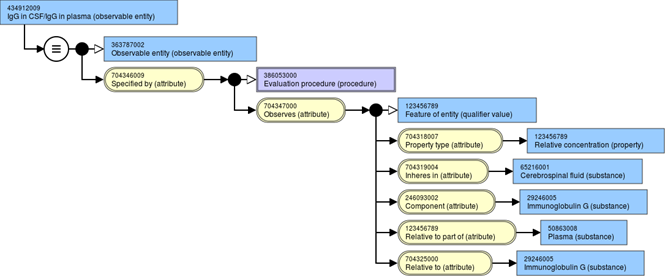 434912009
IgG in CSF/IgG in plasma (observable entity)
363787002
Observable entity (observable entity)
704346009
Specified by (attribute)
386053000
Evaluation procedure (procedure)
704347000
Observes (attribute)
123456789
Feature of entity (qualifier value)
704318007
Property type (attribute)
123456789
Relative concentration (property)
704319004
Inheres in (attribute)
65216001
Cerebrospinal fluid (substance)
246093002
Component (attribute)
29246005
Immunoglobulin G (substance)
123456789
Relative to part of (atribute)
50863008
Plasma (substance)
704325000
Relative to (attribute)
29246005
Immunoglobulin G (substance)